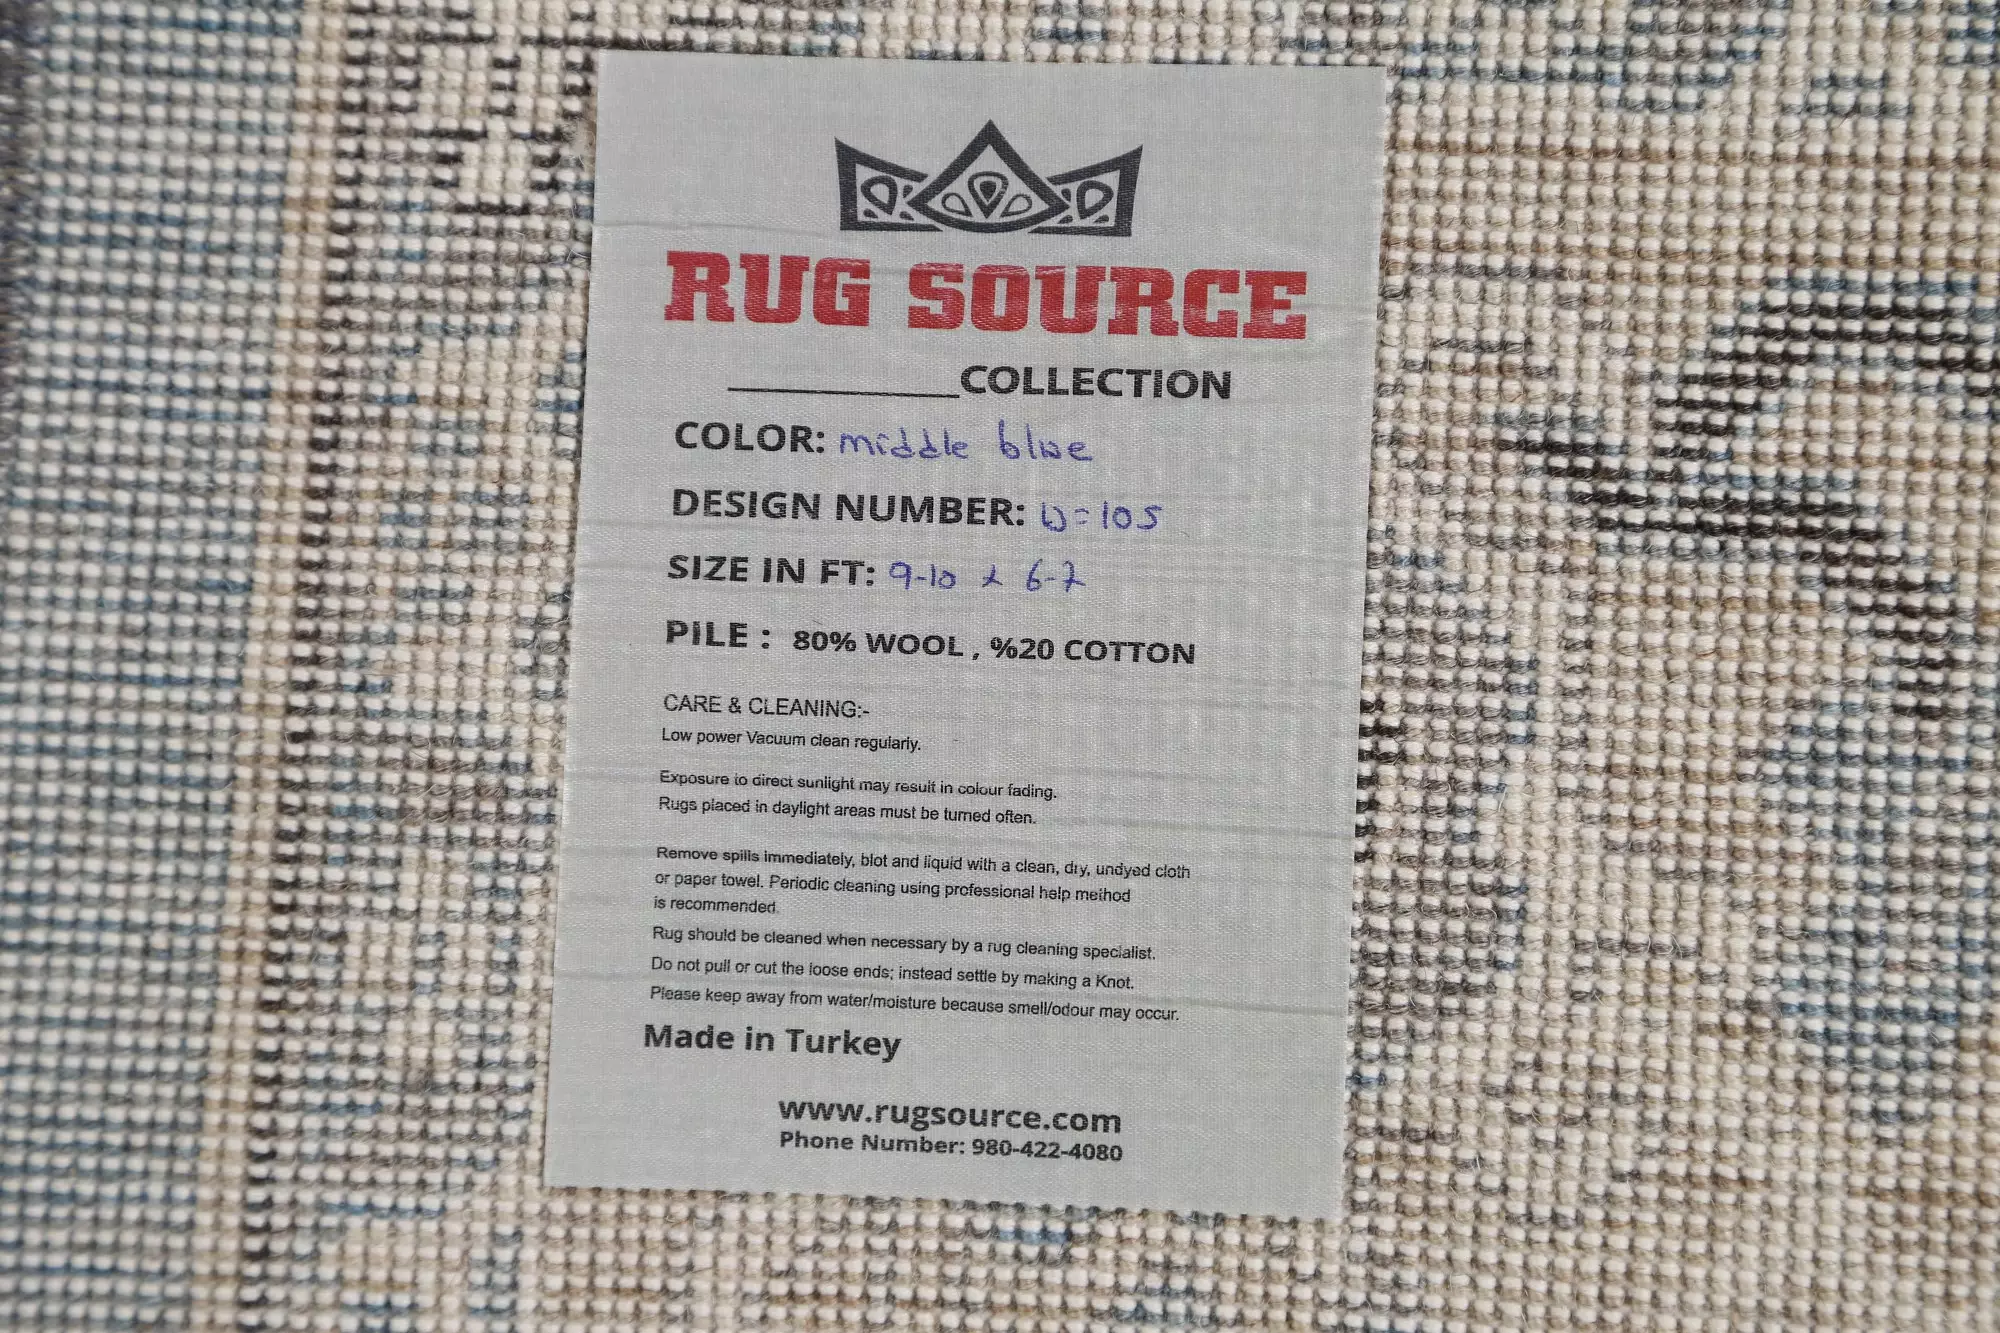 RUG SOURCE
__________COLLECTION
COLOR: middle blue
DESIGN NUMBER: W=105
SIZE IN FT: 9-10 x 6-7
PILE : 80% WOOL , %20 COTTON
CARE & CLEANING:-
Low power Vacuum clean regularly.
Exposure to direct sunlight may result in colour fading.
Rugs placed in daylight areas must be turned often.
Remove spills immediately, blot and liquid with a clean, dry, undyed cloth
or paper towel. Periodic cleaning using professional help method
is recommended.
Rug should be cleaned when necessary by a rug cleaning specialist.
Do not pull or cut the loose ends; instead settle by making a Knot.
Please keep away from water/moisture because smell/odour may occur.
Made in Turkey
www.rugsource.com
Phone Number: 980-422-4080